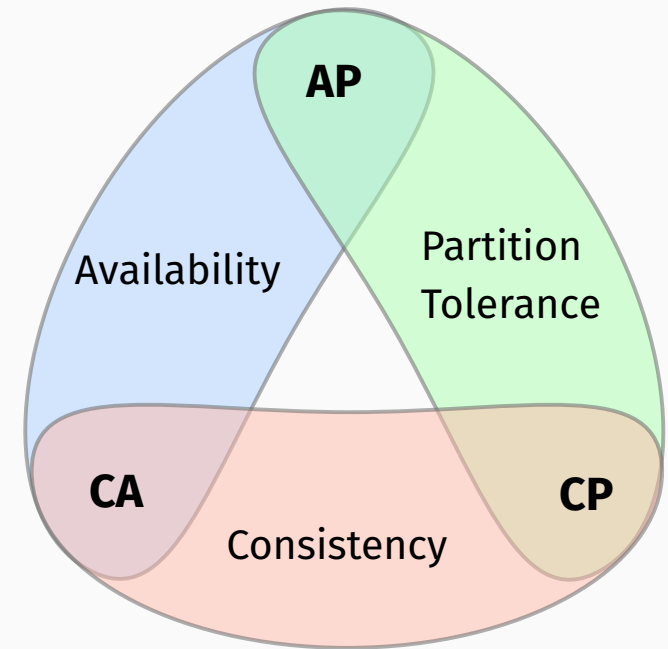 AP
Availability
Partition
Tolerance
CA
CP
Consistency